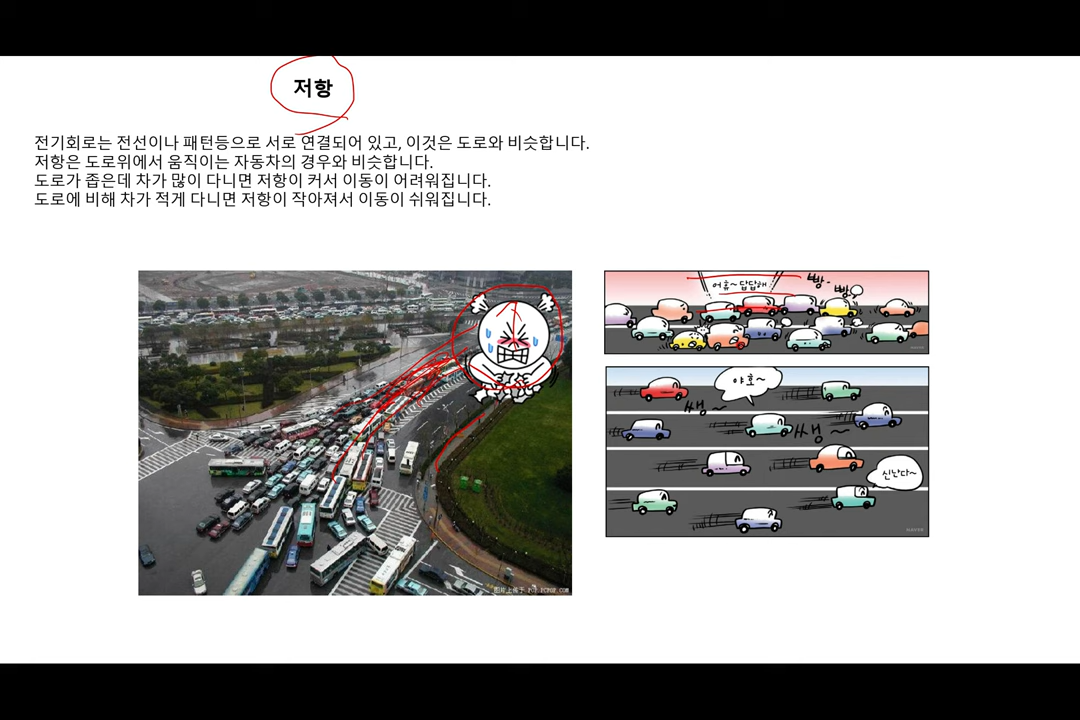 저항
전기회로는 전선이나 패턴등으로 서로 연결되어 있고, 이것은 도로와 비슷합니다.
저항은 도로위에서 움직이는 자동차의 경우와 비슷합니다.
도로가 좁은데 차가 많이 다니면 저항이 커서 이동이 어려워집니다.
도로에 비해 차가 적게 다니면 저항이 작아져서 이동이 쉬워집니다.
어휴~ 답답해
빵-
빵
야호~
쌩~
쌩~
신난다~
NAVER